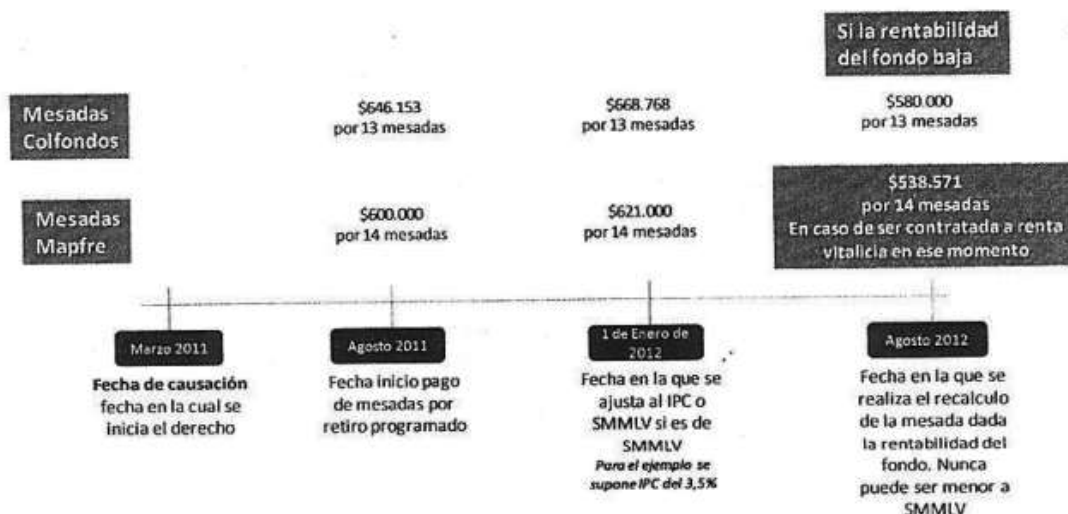 Si la rentabilidad
del fondo baja
Mesadas
Colfondos
$646.153
por 13 mesadas
$668.768
por 13 mesadas
$580.000
por 13 mesadas
Mesadas
Mapfre
$600.000
por 14 mesadas
$621.000
por 14 mesadas
$538.571
por 14 mesadas
En caso de ser contratada a renta
vitalicia en ese momento
Marzo 2011
Fecha de causación
fecha en la cual se
inicia el derecho
Agosto 2011
Fecha inicio pago
de mesadas por
retiro programado
1 de Enero de
2012
Fecha en la que se
ajusta al IPC o
SMMLV si es de
SMMLV
Para el ejemplo se
supone IPC del 3,5%
Agosto 2012
Fecha en la que se
realiza el recalculo
de la mesada dada
la rentabilidad del
fondo. Nunca
puede ser menor a
SMMLV